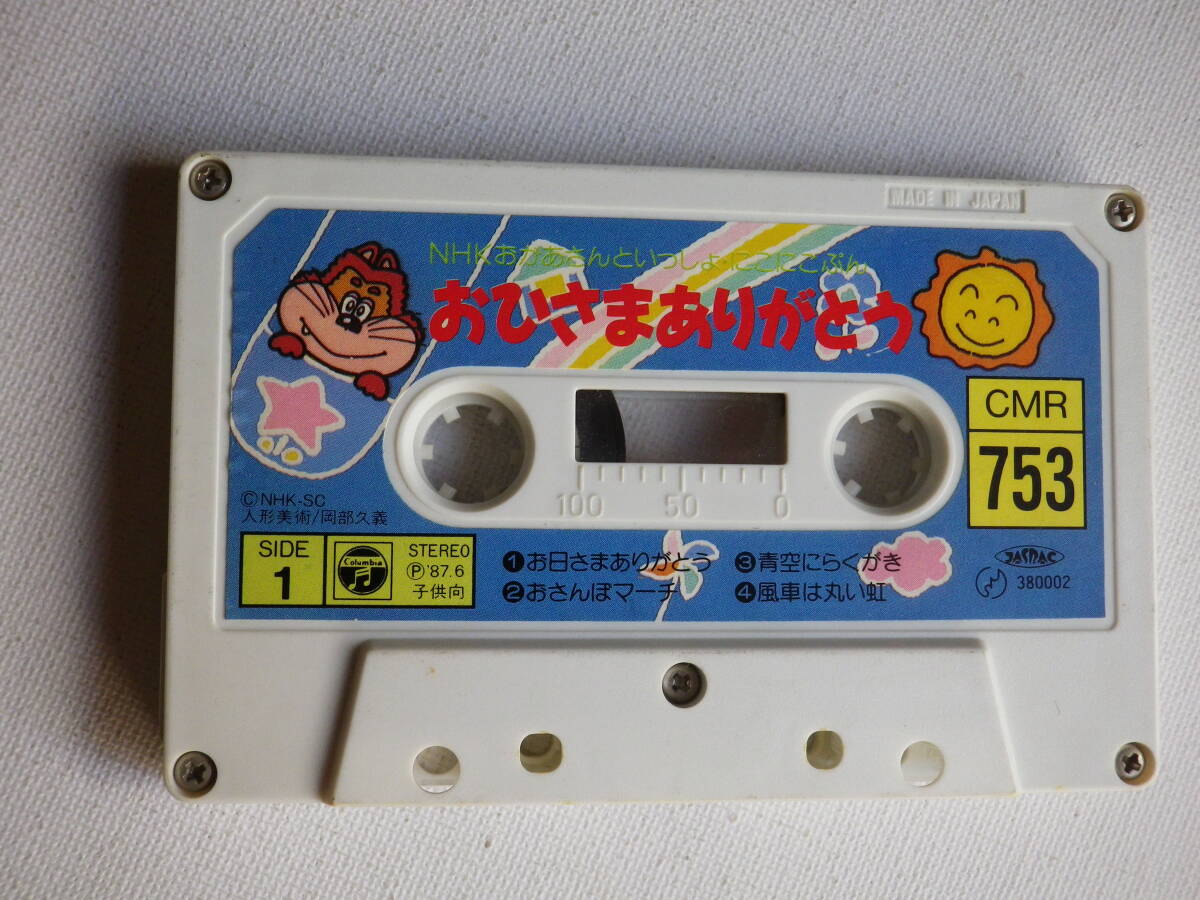 MADE IN JAPAN
NHKおかあさんといっしょ・にこにこぷん
おひさまありがとう
CMR
753
100 50 0
©NHK-SC
人形美術/岡部久義
SIDE
1
Columbia
STEREO
Ⓟ'87.6
子供向
❶お日さまありがとう
❷おさんぽマーチ
❸青空にらくがき
❹風車は丸い虹
JASRAC
380002